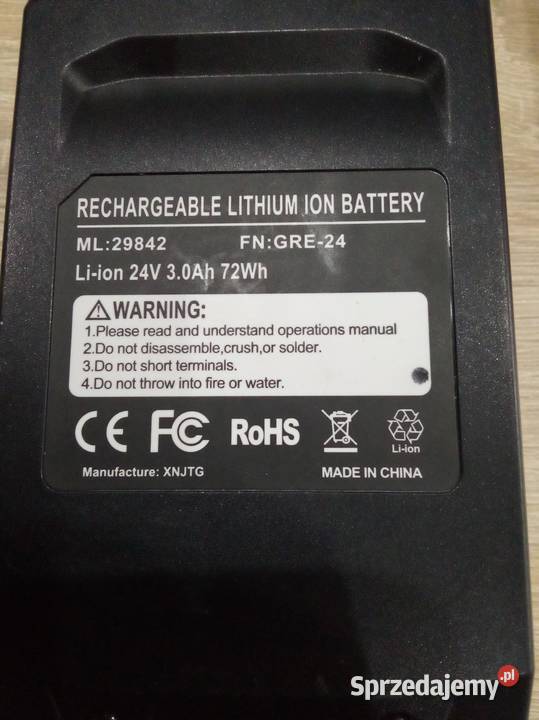 RECHARGEABLE LITHIUM ION BATTERY
ML:29842 FN:GRE-24
Li-ion 24V 3.0Ah 72Wh
WARNING:
1.Please read and understand operations manual
2.Do not disassemble,crush,or solder.
3.Do not short terminals.
4.Do not throw into fire or water.
CE FC RoHS
Li-ion
Manufacture: XNJTG MADE IN CHINA
Sprzedajemy.pl